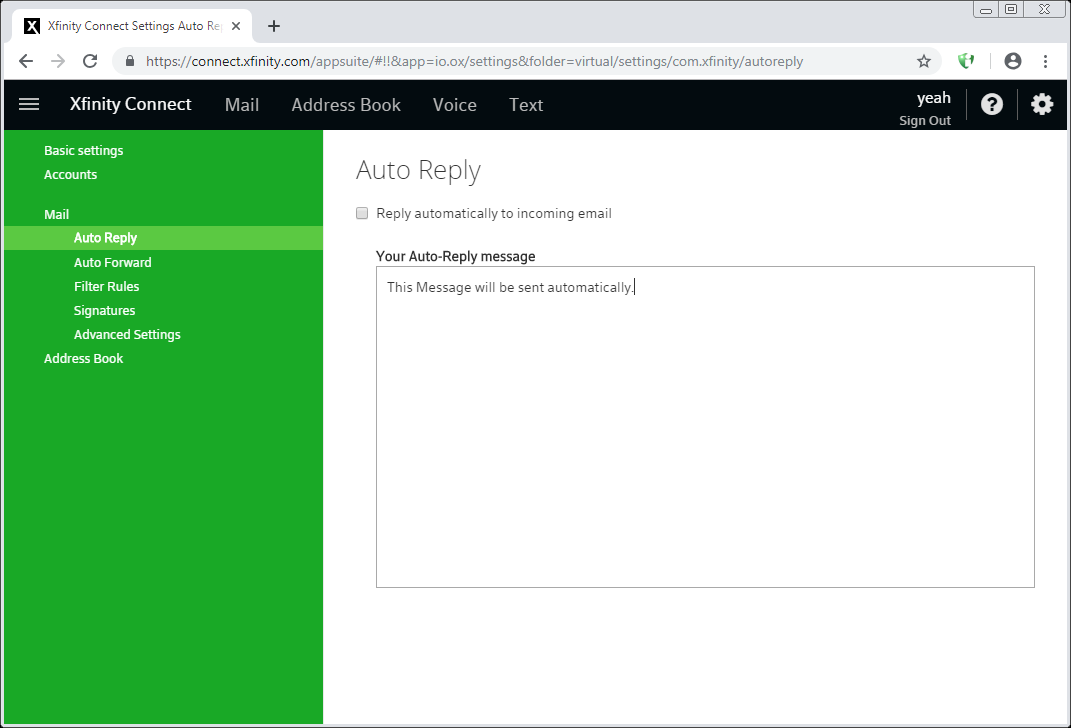 Xfinity Connect Settings Auto Re
https://connect.xfinity.com/appsuite/#!!&app=io.ox/settings&folder=virtual/settings/com.xfinity/autoreply
Xfinity Connect Mail Address Book Voice Text
yeah
Sign Out
Basic settings
Accounts
Mail
Auto Reply
Auto Forward
Filter Rules
Signatures
Advanced Settings
Address Book
Auto Reply
Reply automatically to incoming email
Your Auto-Reply message
This Message will be sent automatically.